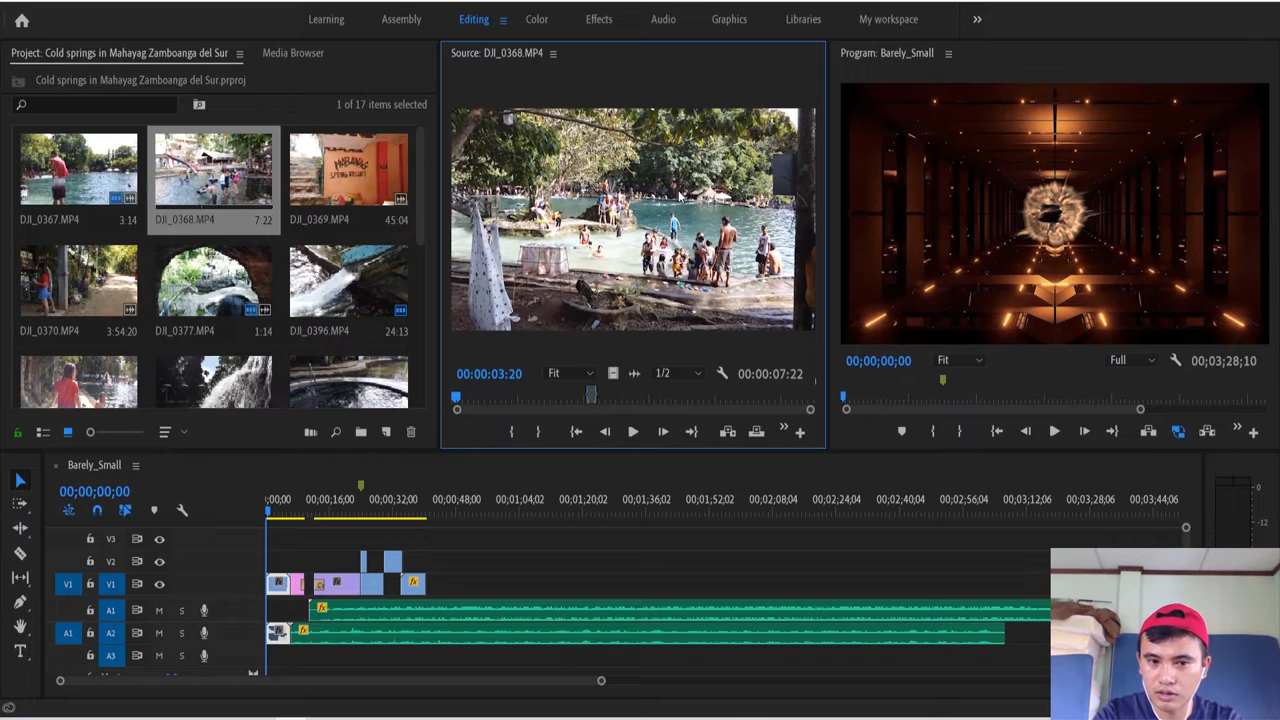 Learning Assembly Editing Color Effects Audio Graphics Libraries My workspace
Project: Cold springs in Mahayag Zamboanga del Sur Media Browser
Cold springs in Mahayag Zamboanga del Sur.prproj
1 of 17 items selected
DJI_0367.MP4 3:14
DJI_0368.MP4 7:22
DJI_0369.MP4 45:04
DJI_0370.MP4 3:54:20
DJI_0377.MP4 1:14
DJI_0396.MP4 24:13
Source: DJI_0368.MP4
00:00:03:20 Fit 1/2 00:00:07:22
Program: Barely_Small
00;00;00;00 Fit Full 00;03;28;10
Barely_Small
00;00;00;00
;00;00 00;00;16;00 00;00;32;00 00;00;48;00 00;01;04;02 00;01;20;02 00;01;36;02 00;01;52;02 00;02;08;04 00;02;24;04 00;02;40;04 00;02;56;04 00;03;12;06 00;03;28;06 00;03;44;06
V3
V2
V1 V1 fx fx fx
A1 M S fx
A1 A2 M S fx
A3 M S
0
-12